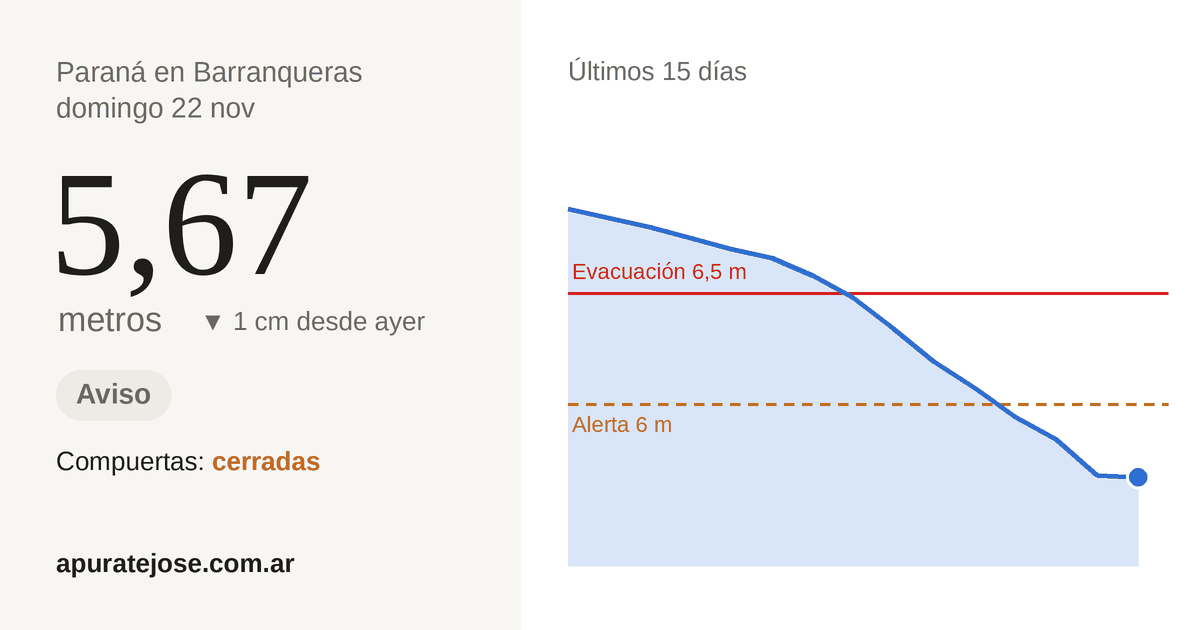 Paraná en Barranqueras
domingo 22 nov
5,67
metros ▼ 1 cm desde ayer
Aviso
Compuertas: cerradas
apuratejose.com.ar
Últimos 15 días
Evacuación 6,5 m
Alerta 6 m